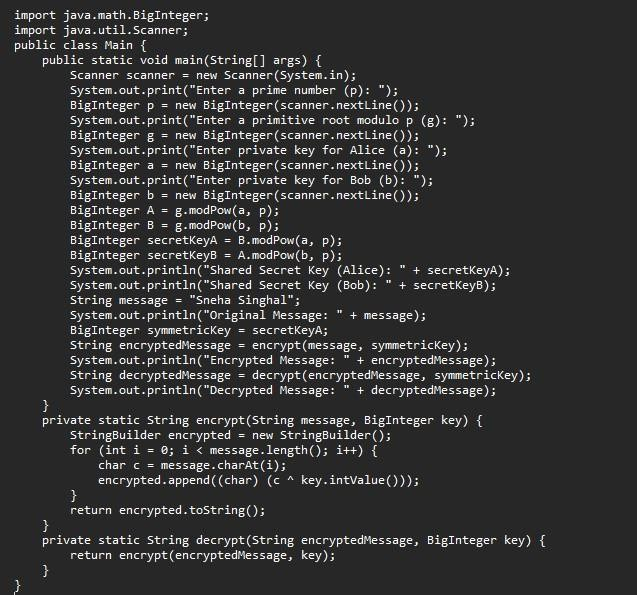 import java.math.BigInteger;
import java.util.Scanner;
public class Main {
    public static void main(String[] args) {
        Scanner scanner = new Scanner(System.in);
        System.out.print("Enter a prime number (p): ");
        BigInteger p = new BigInteger(scanner.nextLine());
        System.out.print("Enter a primitive root modulo p (g): ");
        BigInteger g = new BigInteger(scanner.nextLine());
        System.out.print("Enter private key for Alice (a): ");
        BigInteger a = new BigInteger(scanner.nextLine());
        System.out.print("Enter private key for Bob (b): ");
        BigInteger b = new BigInteger(scanner.nextLine());
        BigInteger A = g.modPow(a, p);
        BigInteger B = g.modPow(b, p);
        BigInteger secretKeyA = B.modPow(a, p);
        BigInteger secretKeyB = A.modPow(b, p);
        System.out.println("Shared Secret Key (Alice): " + secretKeyA);
        System.out.println("Shared Secret Key (Bob): " + secretKeyB);
        String message = "Sneha Singhal";
        System.out.println("Original Message: " + message);
        BigInteger symmetricKey = secretKeyA;
        String encryptedMessage = encrypt(message, symmetricKey);
        System.out.println("Encrypted Message: " + encryptedMessage);
        String decryptedMessage = decrypt(encryptedMessage, symmetricKey);
        System.out.println("Decrypted Message: " + decryptedMessage);
    }
    private static String encrypt(String message, BigInteger key) {
        StringBuilder encrypted = new StringBuilder();
        for (int i = 0; i < message.length(); i++) {
            char c = message.charAt(i);
            encrypted.append((char) (c ^ key.intValue()));
        }
        return encrypted.toString();
    }
    private static String decrypt(String encryptedMessage, BigInteger key) {
        return encrypt(encryptedMessage, key);
    }
}